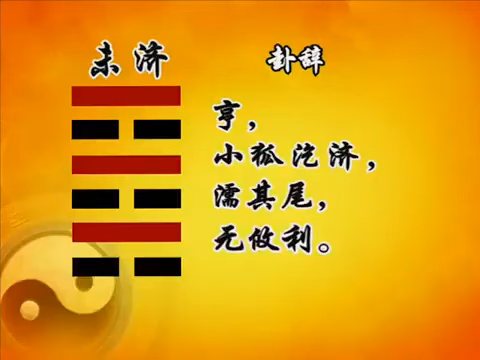 未济
卦辞
亨，
小狐汔济，
濡其尾，
无攸利。